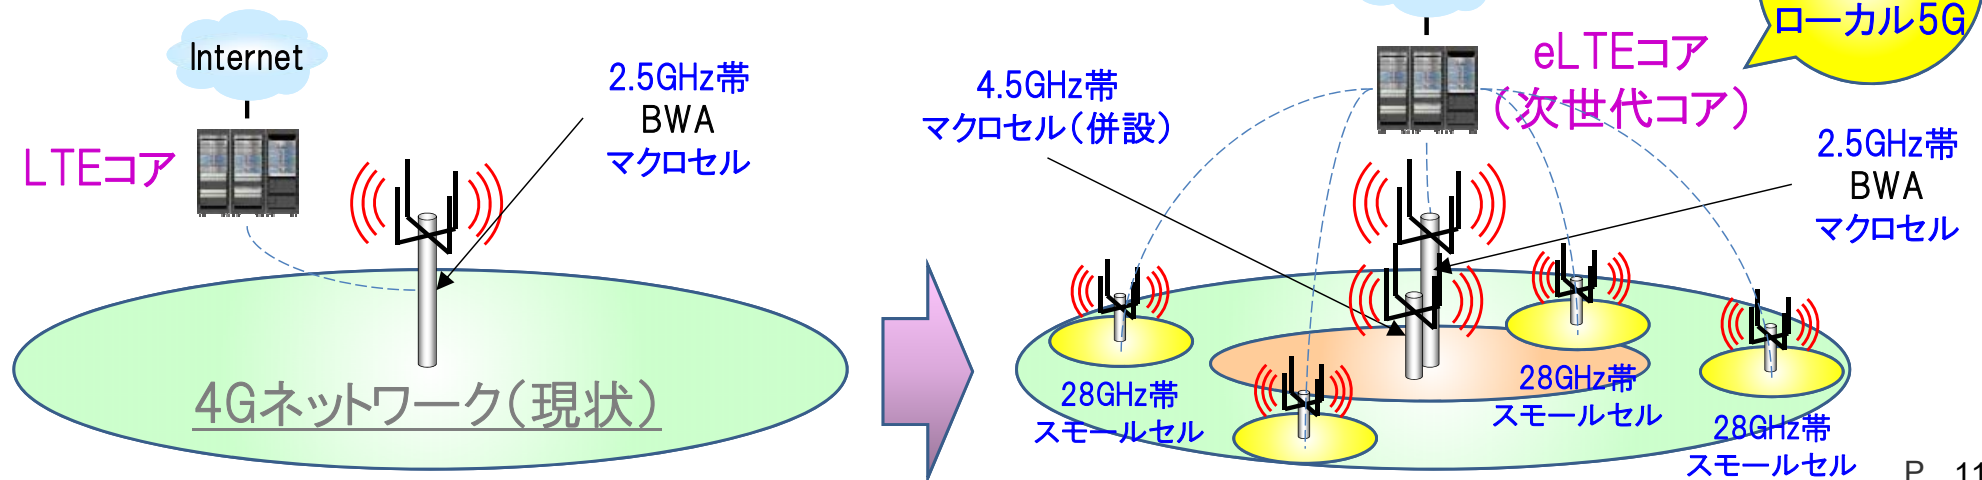 Internet
LTEコア
2.5GHz帯
BWA
マクロセル
4Gネットワーク(現状)
4.5GHz帯
マクロセル(併設)
eLTEコア
(次世代コア)
ローカル5G
2.5GHz帯
BWA
マクロセル
28GHz帯
スモールセル
28GHz帯
スモールセル
28GHz帯
スモールセル
P 11